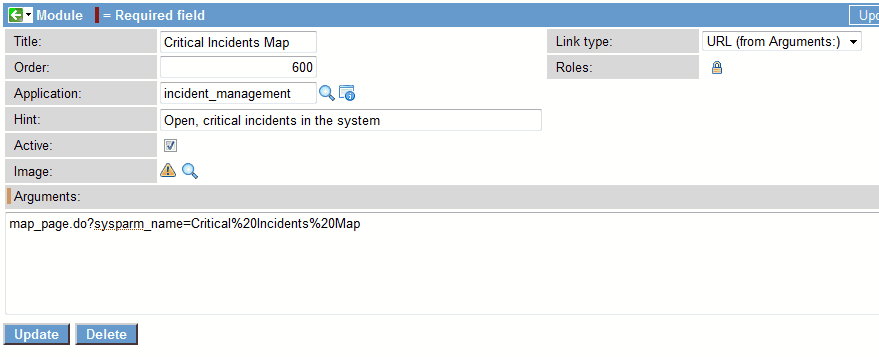 Module = Required field Upd
Title: Critical Incidents Map Link type: URL (from Arguments:)
Order: 600 Roles:
Application: incident_management
Hint: Open, critical incidents in the system
Active:
Image:
Arguments:
map_page.do?sysparm_name=Critical%20Incidents%20Map
Update Delete